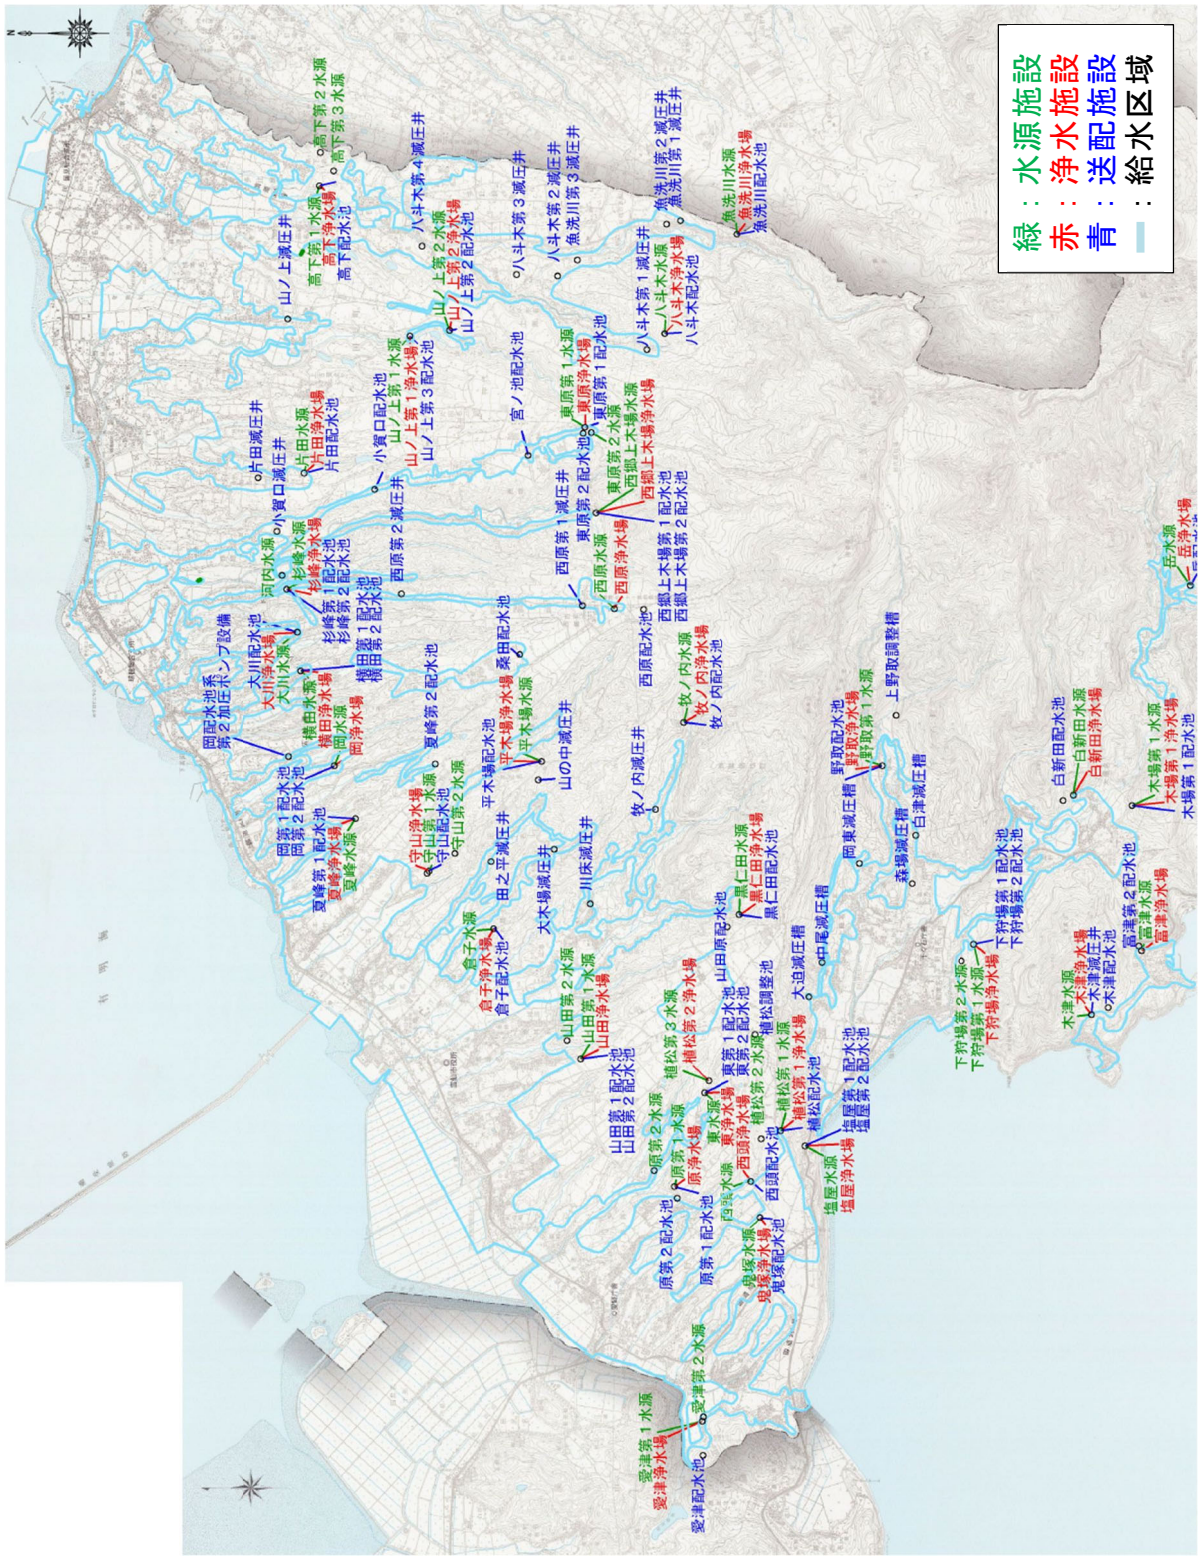 緑：水源施設
赤：浄水施設
青：送配施設
：給水区域
N
高下第２水源
高下第３水源
高下第１水源
高下浄水場
高下配水池
山ノ上減圧井
八斗木第４減圧井
山ノ上第２水源
山ノ上第２浄水場
山ノ上第２配水池
八斗木第３減圧井
八斗木第２減圧井
魚洗川第３減圧井
魚洗川第２減圧井
魚洗川第１減圧井
魚洗川水源
魚洗川浄水場
魚洗川配水池
八斗木第１減圧井
八斗木水源
八斗木浄水場
八斗木配水池
片田減圧井
片田水源
片田浄水場
片田配水池
小賀口減圧井
小賀口配水池
山ノ上第１水源
山ノ上第１浄水場
山ノ上第３配水池
宮ノ池配水池
東原第１水源
東原浄水場
東原第１配水池
東原第２配水池
東原第２水源
西郷上木場水源
西郷上木場浄水場
西郷上木場第１配水池
西郷上木場第２配水池
河内水源
杉峰水源
杉峰浄水場
杉峰第１配水池
杉峰第２配水池
横田第１配水池
横田第２配水池
西原第２減圧井
西原第１減圧井
西原水源
西原浄水場
西原配水池
岡配水池系
第２加圧ポンプ設備
大川配水池
大川浄水場
大川水源
横田水源
横田浄水場
岡水源
岡浄水場
岡第１配水池
岡第２配水池
夏峰第１配水池
夏峰浄水場
夏峰水源
夏峰第２配水池
桑田配水池
平木場配水池
平木場浄水場
平木場水源
山の中減圧井
牧ノ内水源
牧ノ内浄水場
牧ノ内配水池
牧ノ内減圧井
守山浄水場
守山第１水源
守山配水池
守山第２水源
田之平減圧井
大木場減圧井
川床減圧井
倉子水源
倉子浄水場
倉子配水池
山田第２水源
山田第１水源
山田浄水場
山田第１配水池
山田第２配水池
黒仁田水源
黒仁田浄水場
黒仁田配水池
山田原配水池
野取配水池
野取浄水場
野取第１水源
上野取調整槽
岡東減圧槽
森場減圧槽
白津減圧槽
中尾減圧槽
大迫減圧槽
植松調整池
植松第３水源
植松第２浄水場
東第１配水池
東第２配水池
東水源
東浄水場
植松第２水源
植松第１水源
植松第１浄水場
植松配水池
塩屋第１配水池
塩屋第２配水池
塩屋水源
塩屋浄水場
原第２水源
原第１水源
原浄水場
原第２配水池
原第１配水池
西頭水源
西頭浄水場
西頭配水池
鬼塚水源
鬼塚浄水場
鬼塚配水池
愛津第１水源
愛津浄水場
愛津第２水源
愛津配水池
岳水源
岳浄水場
白新田配水池
白新田水源
白新田浄水場
木場第１水源
木場第１浄水場
木場第１配水池
下狩場第１配水池
下狩場第２配水池
下狩場第２水源
下狩場第１水源
下狩場浄水場
富津第２配水池
富津水源
富津浄水場
木津水源
木津浄水場
木津減圧井
木津配水池